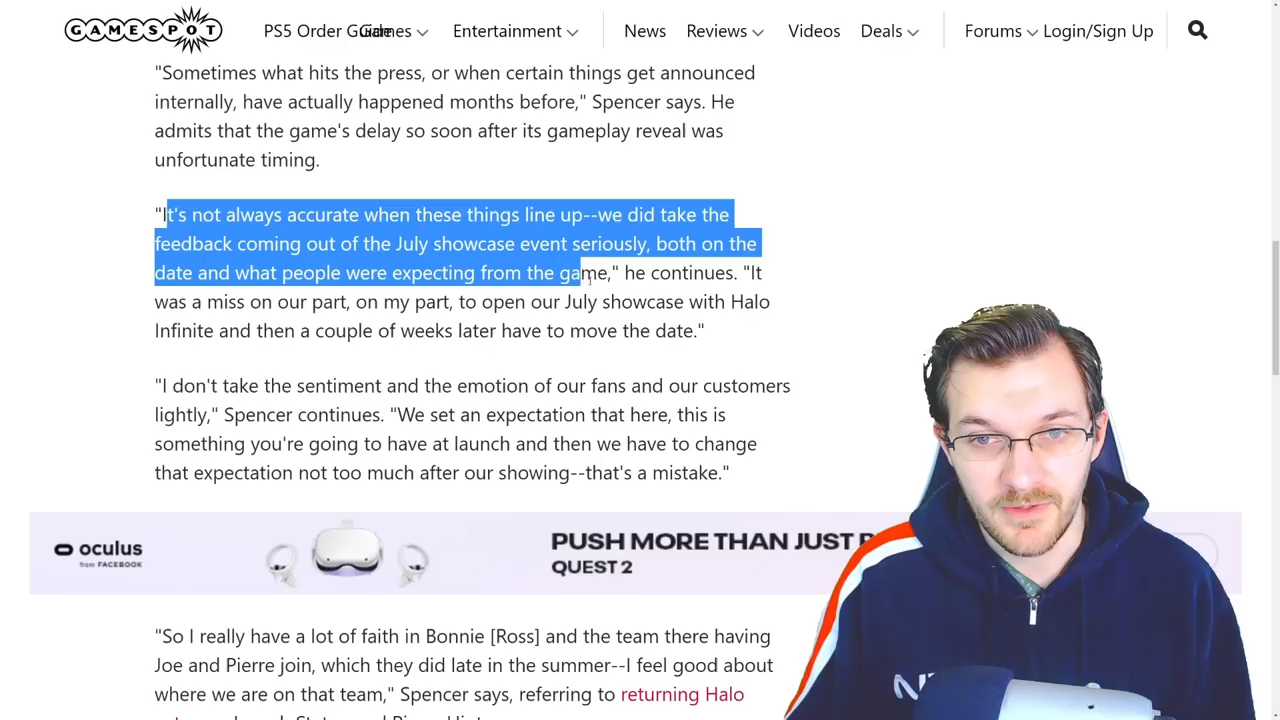 GAMESPOT
PS5 Order Guide Games Entertainment News Reviews Videos Deals Forums Login/Sign Up
"Sometimes what hits the press, or when certain things get announced
internally, have actually happened months before," Spencer says. He
admits that the game's delay so soon after its gameplay reveal was
unfortunate timing.
"It's not always accurate when these things line up--we did take the
feedback coming out of the July showcase event seriously, both on the
date and what people were expecting from the game," he continues. "It
was a miss on our part, on my part, to open our July showcase with Halo
Infinite and then a couple of weeks later have to move the date."
"I don't take the sentiment and the emotion of our fans and our customers
lightly," Spencer continues. "We set an expectation that here, this is
something you're going to have at launch and then we have to change
that expectation not too much after our showing--that's a mistake."
oculus
from FACEBOOK
PUSH MORE THAN JUST
QUEST 2
"So I really have a lot of faith in Bonnie [Ross] and the team there having
Joe and Pierre join, which they did late in the summer--I feel good about
where we are on that team," Spencer says, referring to returning Halo